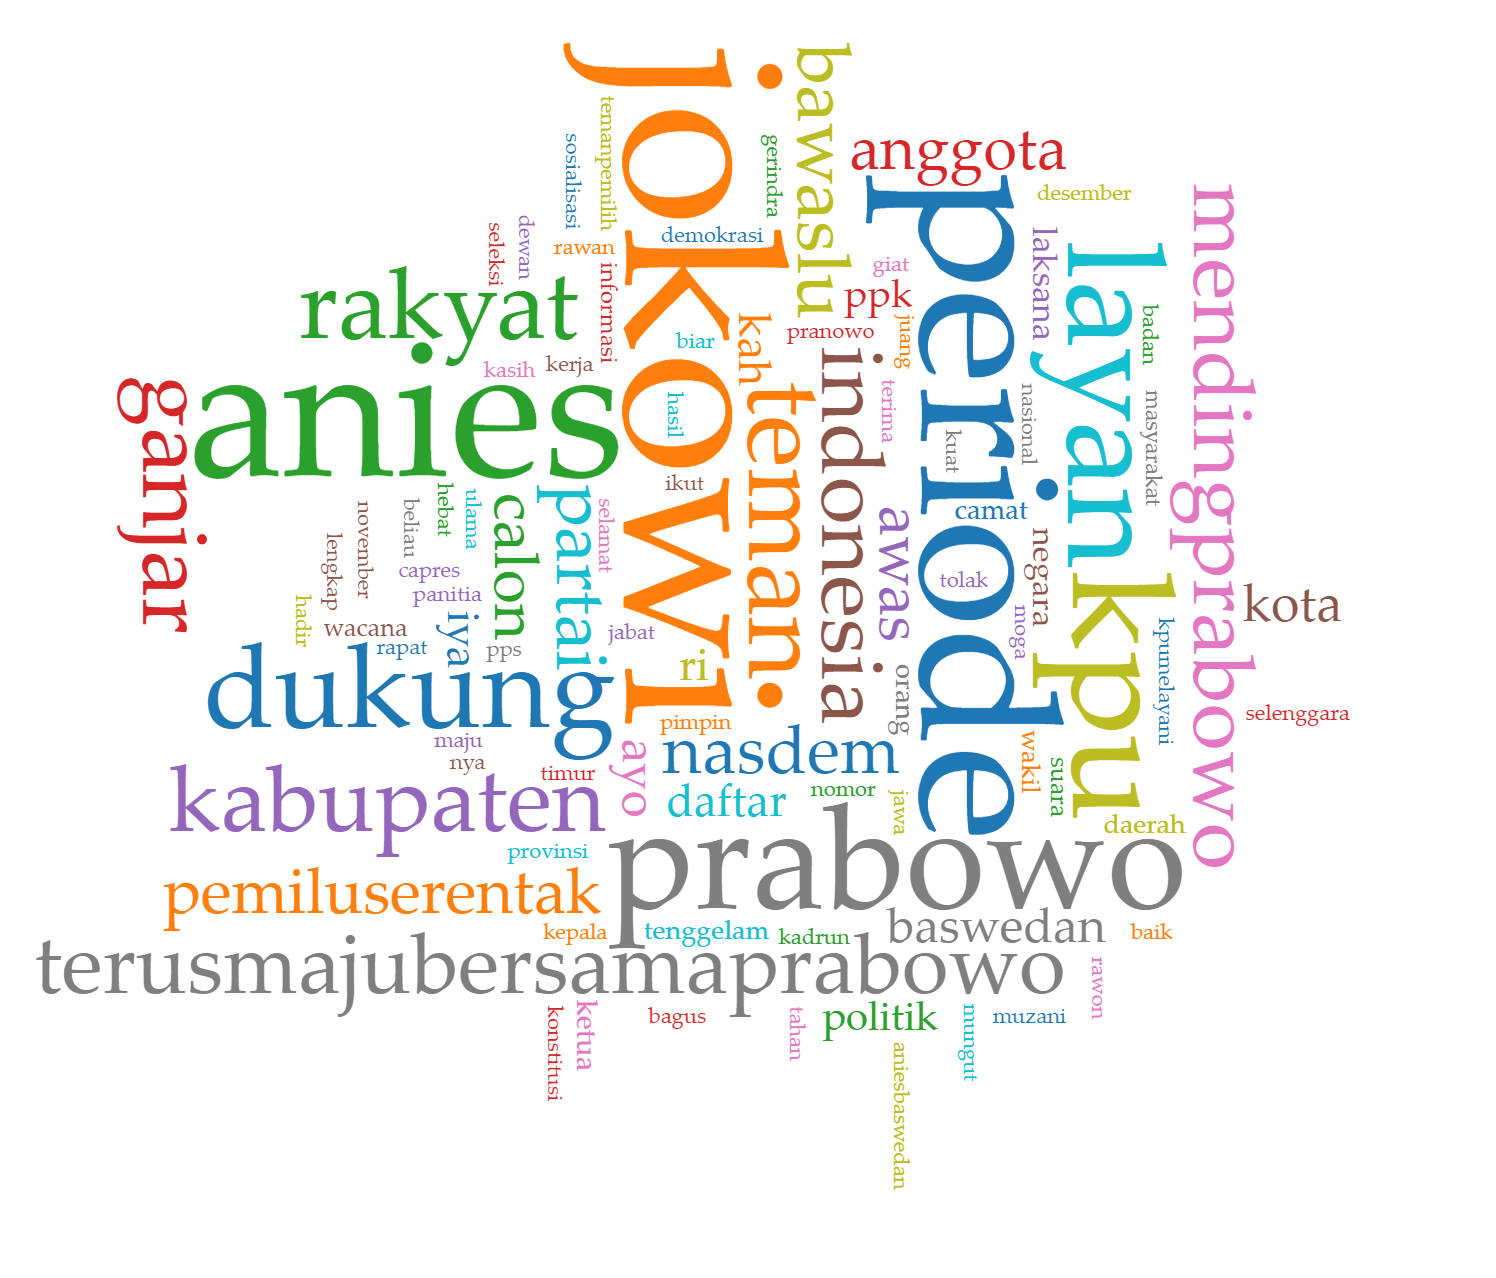 jokowi
bawaslu
temanpemilih
sosialisasi
gerindra
anggota
periode
desember
mendingprabowo
demokrasi
dewan
seleksi
rawan
laksana
layan
informasi
giat
rakyat
ppk
juang
pranowo
badan
kah
biar
indonesia
anies
kasih
kerja
ganjar
teman.
hasil
terima
nasional
masyarakat
kuat
ikut
partai
calon
hebat
ulama
selamat
beliau
november
lengkap
awas
camat
negara
capres
panitia
tolak
kpu
kota
hadir
iya
wacana
rapat
pps
jabat
moga
kpumelayani
dukung
ri
orang
pimpin
selenggara
maju
nya
nasdem
ayo
wakil
suara
timur
kabupaten
daftar
nomor
jawa
daerah
prabowo
provinsi
pemiluserentak
kepala
tenggelam
kadrun
baswedan
baik
terusmajubersamaprabowo
rawon
konstitusi
ketua
bagus
tahan
politik
mungut
muzani
aniesbaswedan